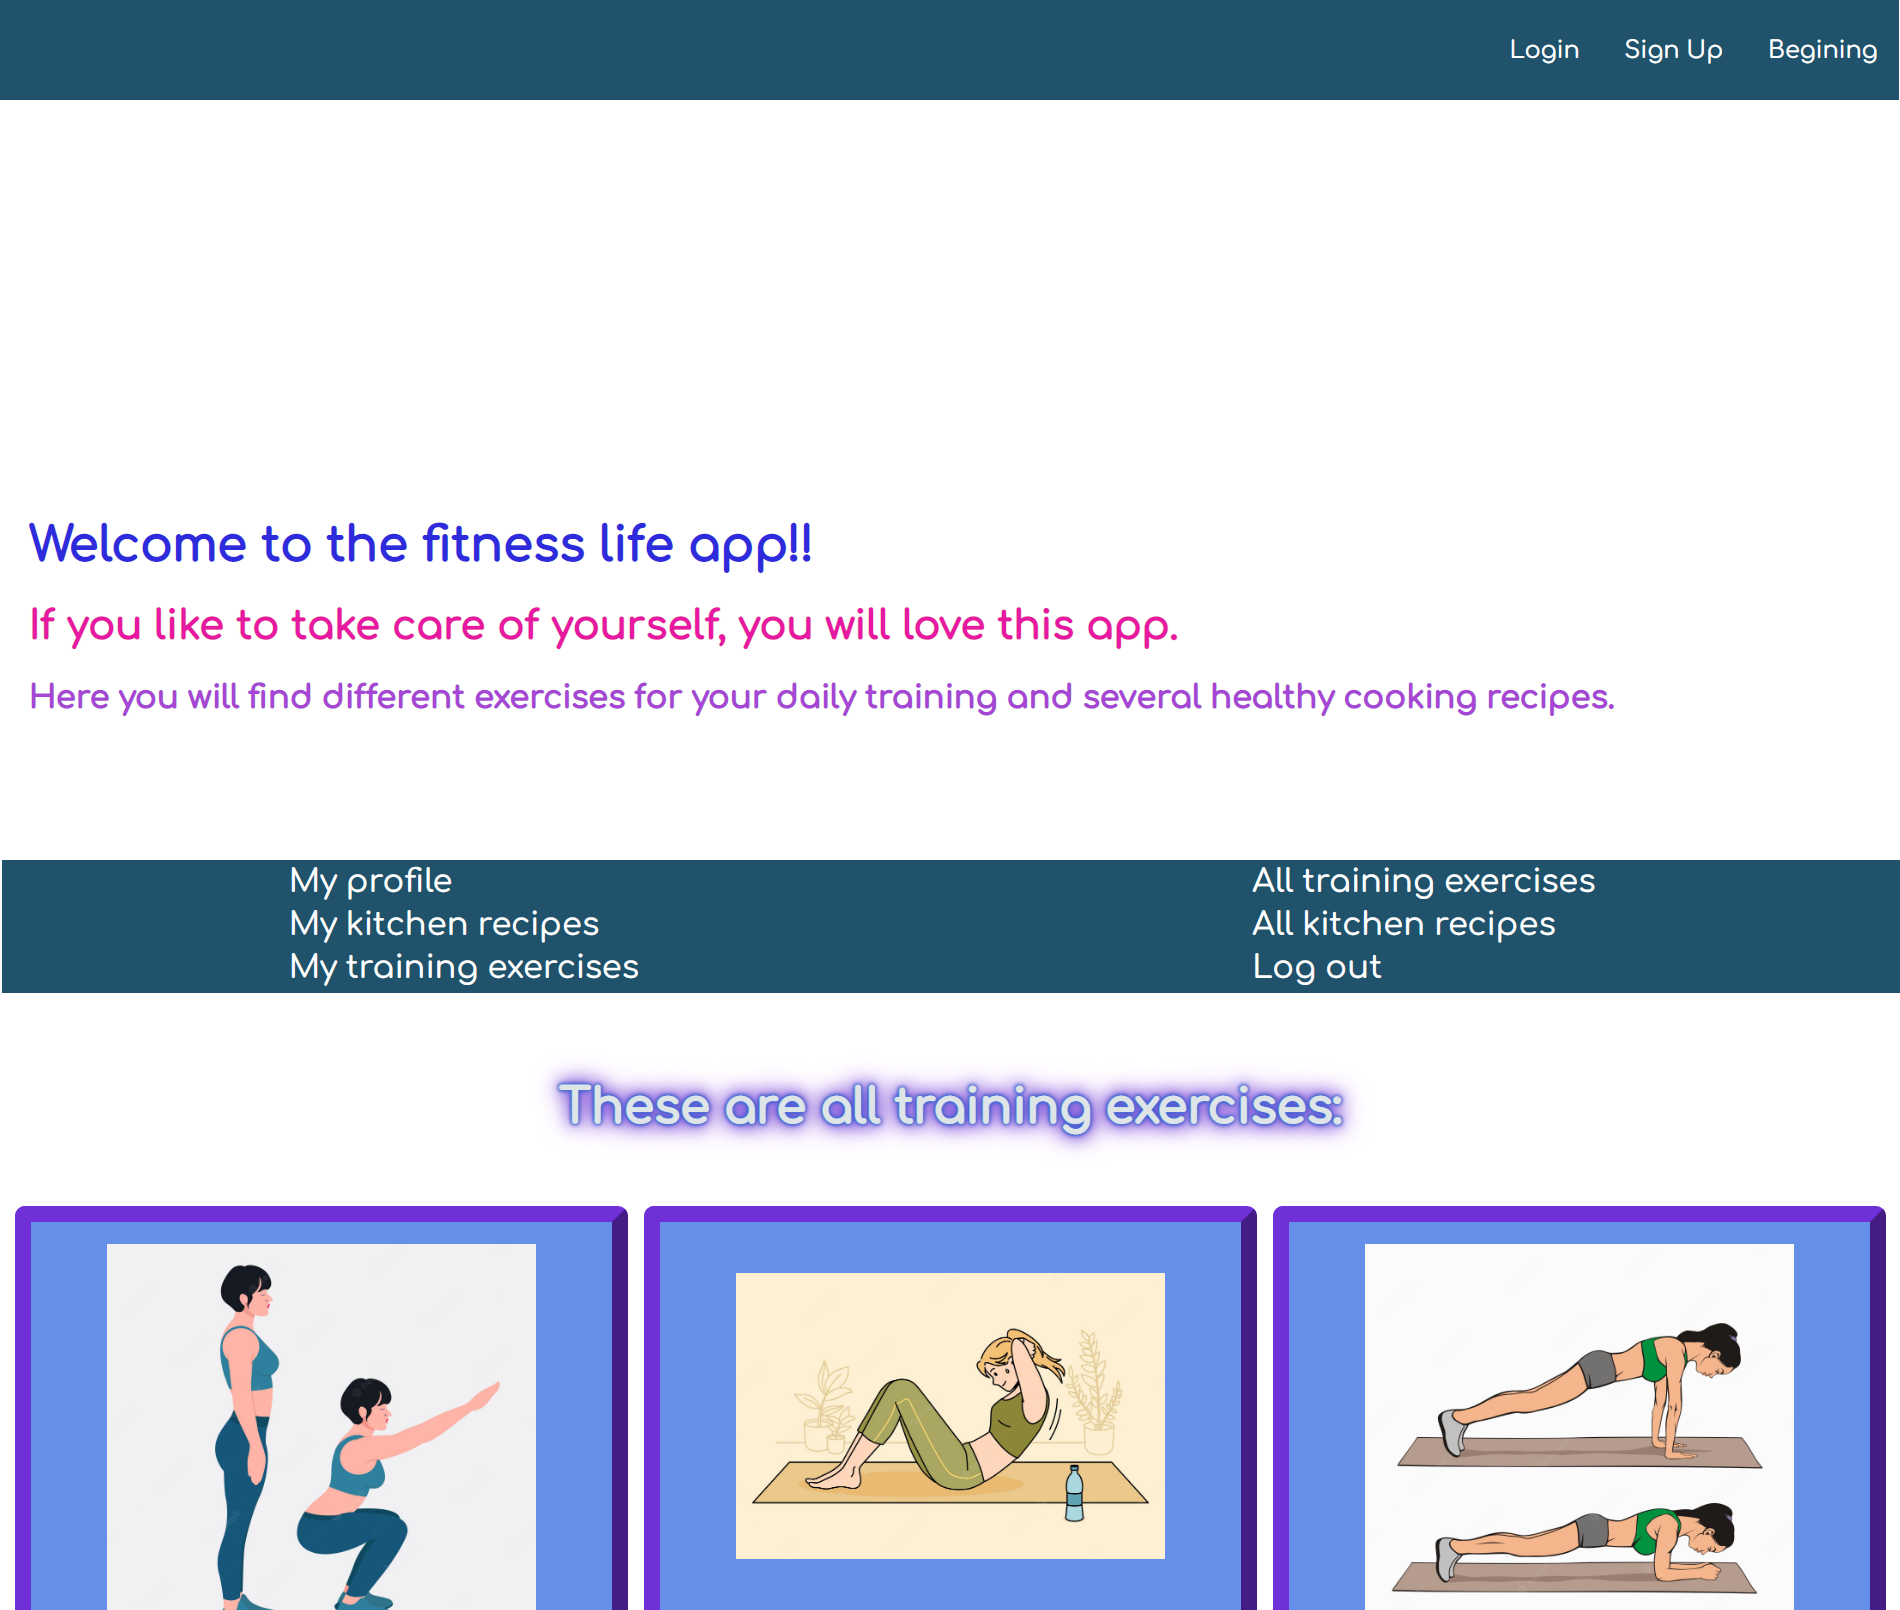 Login Sign Up Begining
Welcome to the fitness life app!!
If you like to take care of yourself, you will love this app.
Here you will find different exercises for your daily training and several healthy cooking recipes.
My profile
My kitchen recipes
My training exercises
All training exercises
All kitchen recipes
Log out
These are all training exercises: